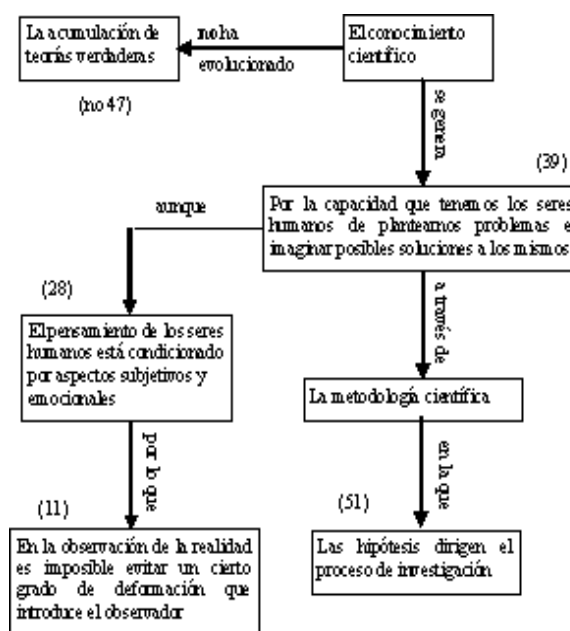 La acumulación de
teorías verdaderas
no ha
evolucionado
El conocimiento
científico
(no 47)
se genera
(39)
Por la capacidad que tenemos los seres
humanos de plantearnos problemas e
imaginar posibles soluciones a los mismos
aunque
(28)
a través de
El pensamiento de los seres
humanos está condicionado
por aspectos subjetivos y
emocionales
La metodología científica
por lo que
en la que
(11)
(51)
En la observación de la realidad
es imposible evitar un cierto
grado de deformación que
introduce el observador
Las hipótesis dirigen el
proceso de investigación